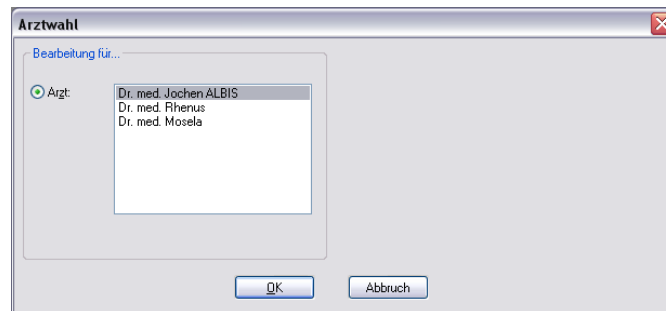 Arztwahl
Bearbeitung für...
Arzt:
Dr. med. Jochen ALBIS
Dr. med. Rhenus
Dr. med. Mosela
OK
Abbruch